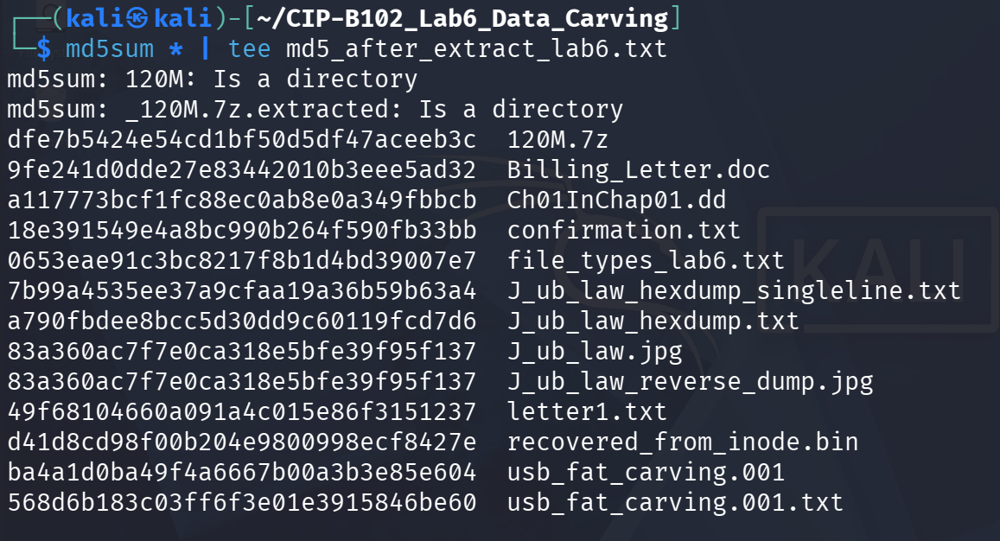 ┌──(kali㉿kali)-[~/CIP-B102_Lab6_Data_Carving]
└─$ md5sum * | tee md5_after_extract_lab6.txt
md5sum: 120M: Is a directory
md5sum: _120M.7z.extracted: Is a directory
dfe7b5424e54cd1bf50d5df47aceeb3c  120M.7z
9fe241d0dde27e83442010b3eee5ad32  Billing_Letter.doc
a117773bcf1fc88ec0ab8e0a349fbbcb  Ch01InChap01.dd
18e391549e4a8bc990b264f590fb33bb  confirmation.txt
0653eae91c3bc8217f8b1d4bd39007e7  file_types_lab6.txt
7b99a4535ee37a9cfaa19a36b59b63a4  J_ub_law_hexdump_singleline.txt
a790fbdee8bcc5d30dd9c60119fcd7d6  J_ub_law_hexdump.txt
83a360ac7f7e0ca318e5bfe39f95f137  J_ub_law.jpg
83a360ac7f7e0ca318e5bfe39f95f137  J_ub_law_reverse_dump.jpg
49f68104660a091a4c015e86f3151237  letter1.txt
d41d8cd98f00b204e9800998ecf8427e  recovered_from_inode.bin
ba4a1d0ba49f4a6667b00a3b3e85e604  usb_fat_carving.001
568d6b183c03ff6f3e01e3915846be60  usb_fat_carving.001.txt
KALI